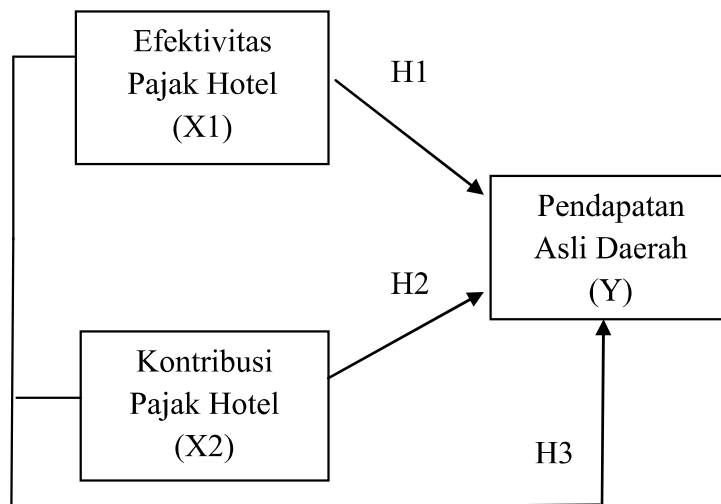 Efektivitas
Pajak Hotel
(X1)
H1
Pendapatan
Asli Daerah
(Y)
H2
Kontribusi
Pajak Hotel
(X2)
H3